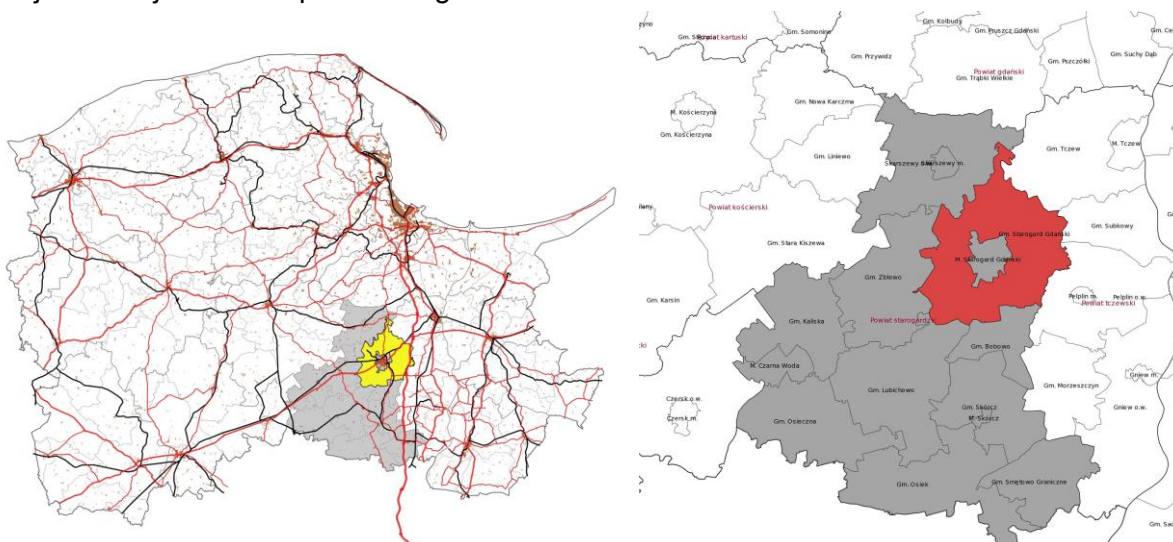 Gm. Kolbudy
Gm. Somonino
Powiat kartuski
Gm. Pruszcz Gdański
Gm. Przywidz
Gm. Suchy Dąb
Gm. Pszczółki
Powiat gdański
Gm. Trąbki Wielkie
Gm. Nowa Karczma
M. Kościerzyna
Gm. Kościerzyna
Gm. Liniewo
Gm. Tczew
M. Tczew
Skarszewy m.
Powiat kościerski
Gm. Subkowy
Gm. Starogard Gdański
Gm. Stara Kiszewa
M. Starogard Gdański
Gm. Zblewo
Gm. Karsin
Pelplin m.
Pelplin o.w.
Powiat tczewski
Gm. Kaliska
Powiat starogardzki
Gm. Bobowo
M. Czarna Woda
Gm. Morzeszczyn
Gniew m.
Gm. Lubichowo
Czersk o.w.
Gm. Skórcz
Gniew o.w.
M. Skórcz
Czersk m.
Gm. Osieczna
Gm. Osiek
Gm. Smętowo Graniczne